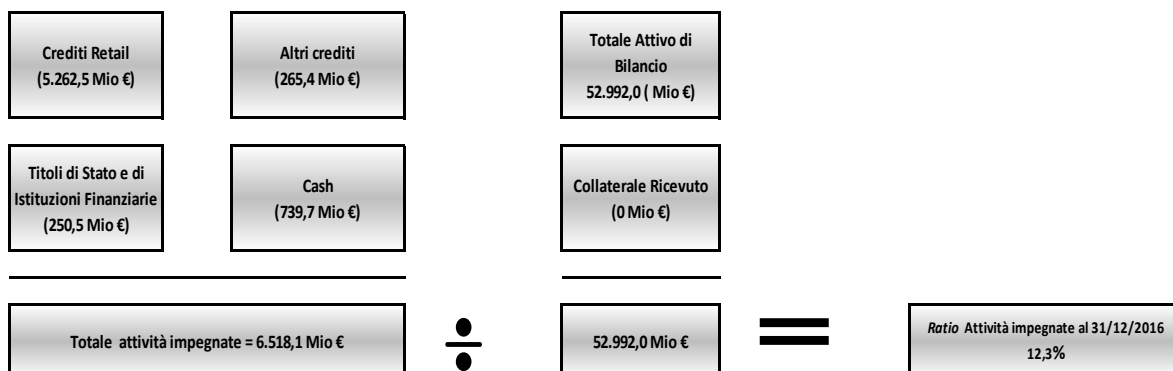 Crediti Retail
(5.262,5 Mio €)
Altri crediti
(265,4 Mio €)
Totale Attivo di
Bilancio
52.992,0 ( Mio €)
Titoli di Stato e di
Istituzioni Finanziarie
(250,5 Mio €)
Cash
(739,7 Mio €)
Collaterale Ricevuto
(0 Mio €)
Totale attività impegnate = 6.518,1 Mio €
÷
52.992,0 Mio €
=
Ratio Attività impegnate al 31/12/2016
12,3%